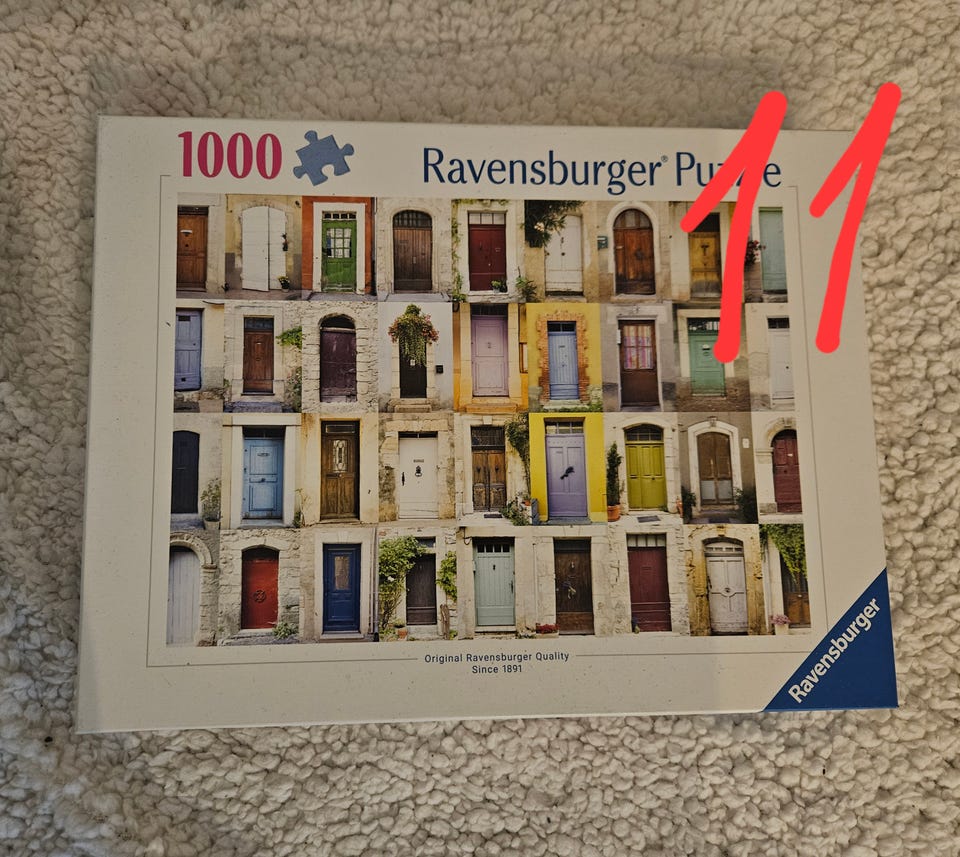 1000
Ravensburger® Puzzle
11
Original Ravensburger Quality
Since 1891
Ravensburger